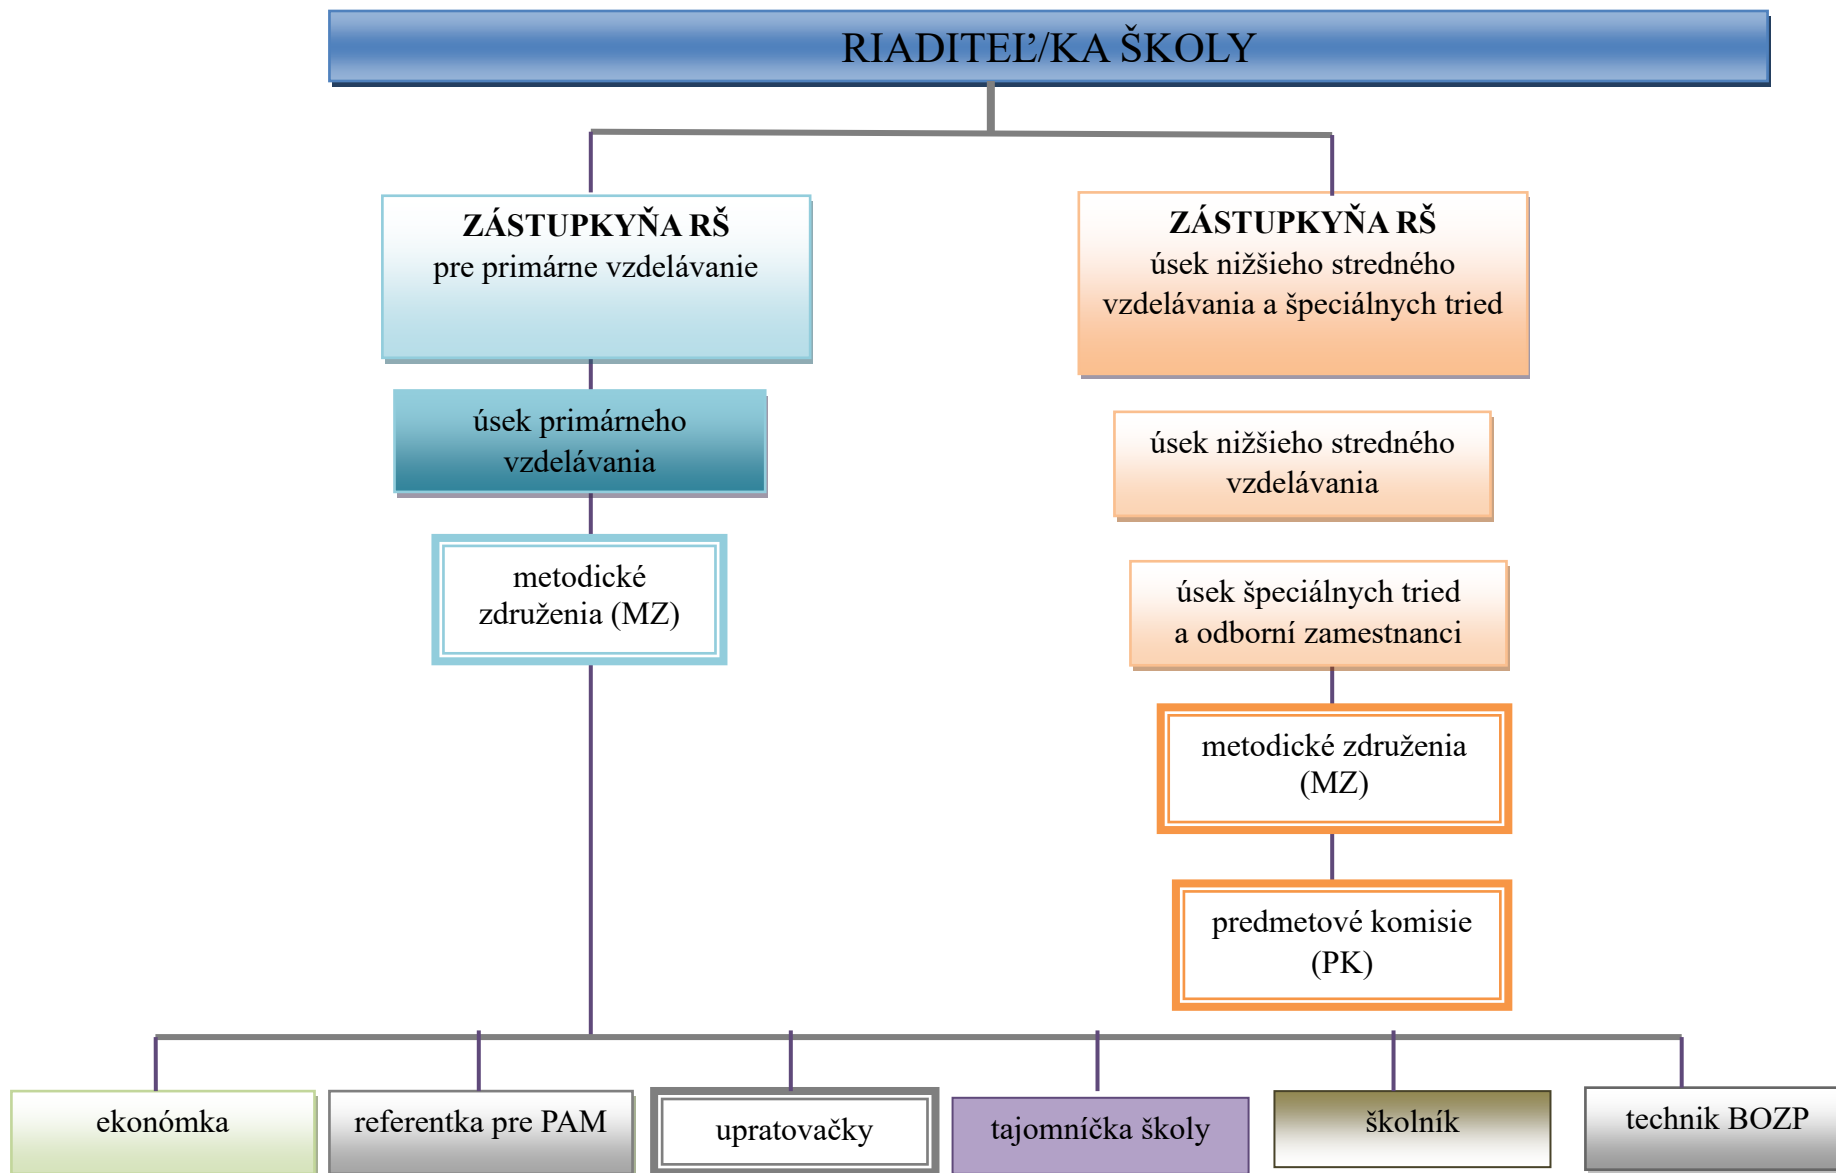 RIADITEĽ/KA ŠKOLY
ZÁSTUPKYŇA RŠ
pre primárne vzdelávanie
ZÁSTUPKYŇA RŠ
úsek nižšieho stredného
vzdelávania a špeciálnych tried
úsek primárneho
vzdelávania
úsek nižšieho stredného
vzdelávania
metodické
združenia (MZ)
úsek špeciálnych tried
a odborní zamestnanci
metodické združenia
(MZ)
predmetové komisie
(PK)
ekonómka
referentka pre PAM
upratovačky
tajomníčka školy
školník
technik BOZP